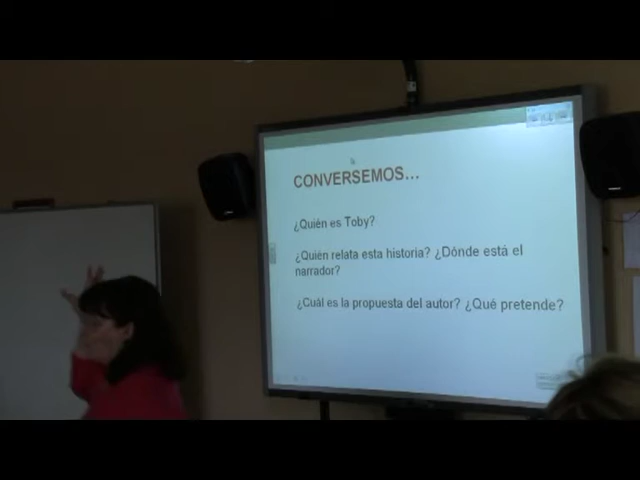 CONVERSEMOS...
¿Quién es Toby?
¿Quién relata esta historia? ¿Dónde está el
narrador?
¿Cuál es la propuesta del autor? ¿Qué pretende?